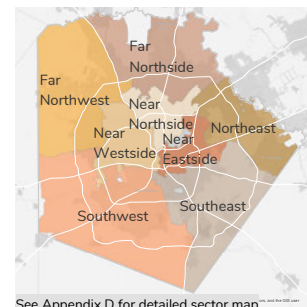 Far
Northside
Far
Northwest
Near
Northside
Near
Westside
Near
Eastside
Northeast
Southwest
Southeast
See Appendix D for detailed sector map